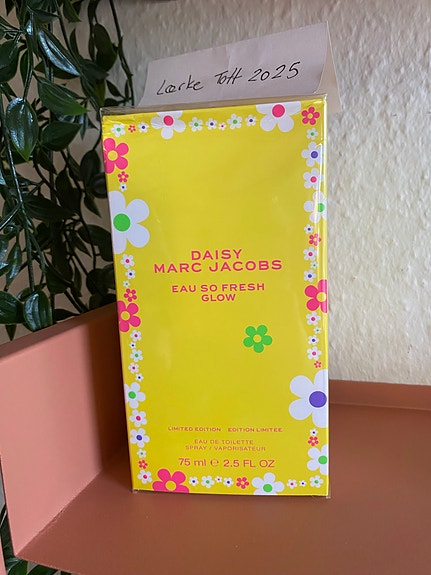 Lærke Toft 2025
DAISY
MARC JACOBS
EAU SO FRESH
GLOW
LIMITED EDITION EDITION LIMITEE
EAU DE TOILETTE
SPRAY / VAPORISATEUR
75 ml ℮ 2.5 FL OZ